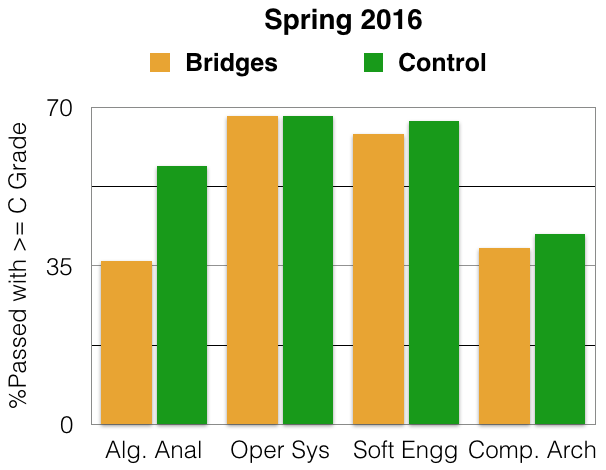 Spring 2016
Bridges
Control
%Passed with >= C Grade
70
35
0
Alg. Anal
Oper Sys
Soft Engg
Comp. Arch